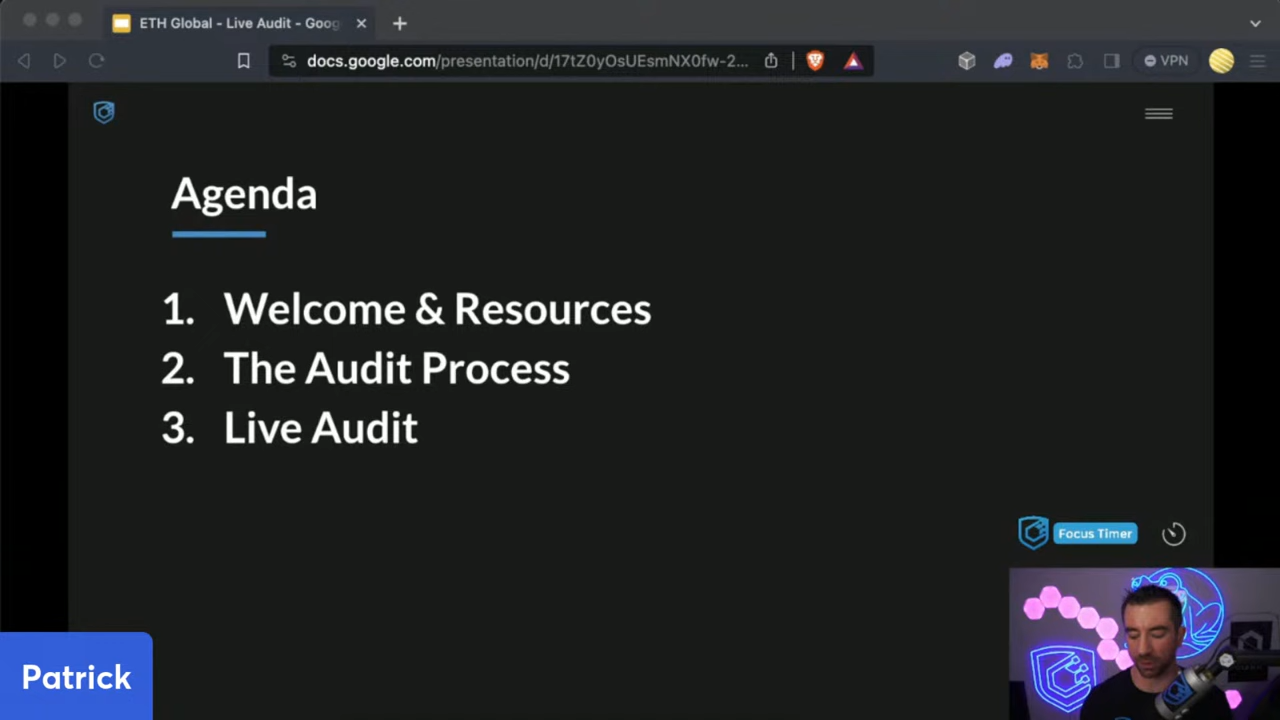 ETH Global - Live Audit - Goog
docs.google.com/presentation/d/17tZ0yOsUEsmNX0fw-2...
VPN
Agenda
1. Welcome & Resources
2. The Audit Process
3. Live Audit
Focus Timer
Patrick